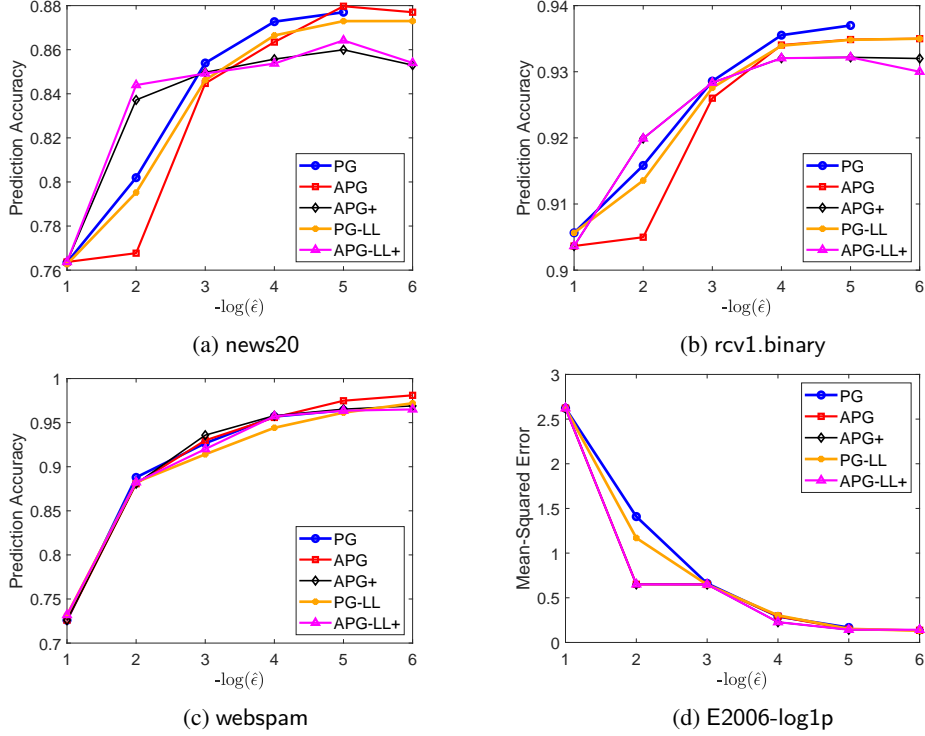 0.88
0.86
0.84
0.82
0.8
0.78
0.76
Prediction Accuracy
PG
APG
APG+
PG-LL
APG-LL+
1 2 3 4 5 6
-log(ε̂)
(a) news20
0.94
0.93
0.92
0.91
0.9
Prediction Accuracy
PG
APG
APG+
PG-LL
APG-LL+
1 2 3 4 5 6
-log(ε̂)
(b) rcv1.binary
1
0.95
0.9
0.85
0.8
0.75
0.7
Prediction Accuracy
PG
APG
APG+
PG-LL
APG-LL+
1 2 3 4 5 6
-log(ε̂)
(c) webspam
3
2.5
2
1.5
1
0.5
0
Mean-Squared Error
PG
APG
APG+
PG-LL
APG-LL+
1 2 3 4 5 6
-log(ε̂)
(d) E2006-log1p